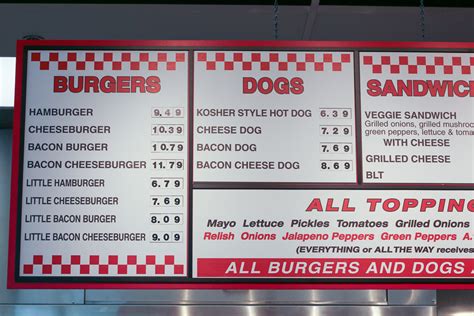 BURGERS
HAMBURGER 9.49
CHEESEBURGER 10.39
BACON BURGER 10.79
BACON CHEESEBURGER 11.79
LITTLE HAMBURGER 6.79
LITTLE CHEESEBURGER 7.69
LITTLE BACON BURGER 8.09
LITTLE BACON CHEESEBURGER 9.09
DOGS
KOSHER STYLE HOT DOG 6.39
CHEESE DOG 7.29
BACON DOG 7.69
BACON CHEESE DOG 8.69
SANDWICH
VEGGIE SANDWICH
Grilled onions, grilled mushroo
green peppers, lettuce & toma
WITH CHEESE
GRILLED CHEESE
BLT
ALL TOPPING
Mayo Lettuce Pickles Tomatoes Grilled Onions
Relish Onions Jalapeno Peppers Green Peppers A.
(EVERYTHING or ALL THE WAY receives
ALL BURGERS AND DOGS